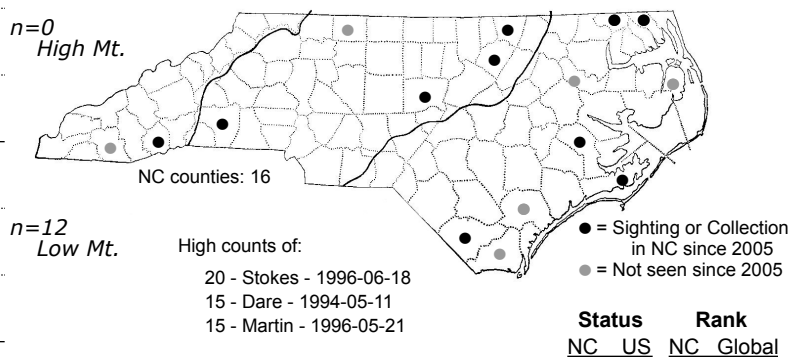 n=0
High Mt.
NC counties: 16
n=12
Low Mt.
High counts of:
20 - Stokes - 1996-06-18
15 - Dare - 1994-05-11
15 - Martin - 1996-05-21
● = Sighting or Collection
in NC since 2005
● = Not seen since 2005
Status Rank
NC US NC Global